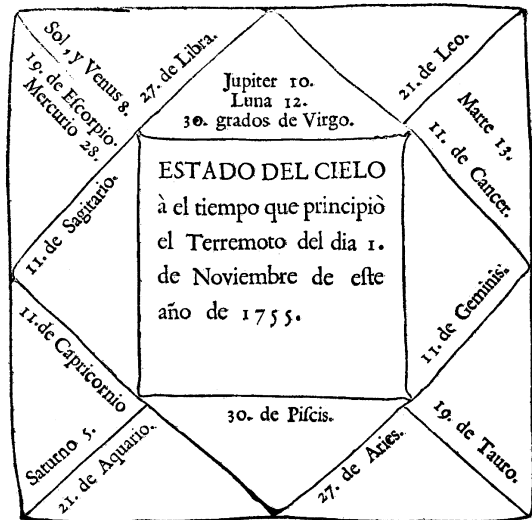 Sol, y Venus 8.
19. de Eſcorpio.
Mercurio 28.
27. de Libra.
Jupiter 10.
Luna 12.
30. grados de Virgo.
21. de Leo.
Marte 13.
11. de Cancer.
11. de Sagitario.
ESTADO DEL CIELO
à el tiempo que principiò
el Terremoto del dia 1.
de Noviembre de eſte
año de 1755.
11. de Geminis.
11. de Capricornio
Saturno 5.
21. de Aquario.
30. de Piſcis.
27. de Aries.
19. de Tauro.